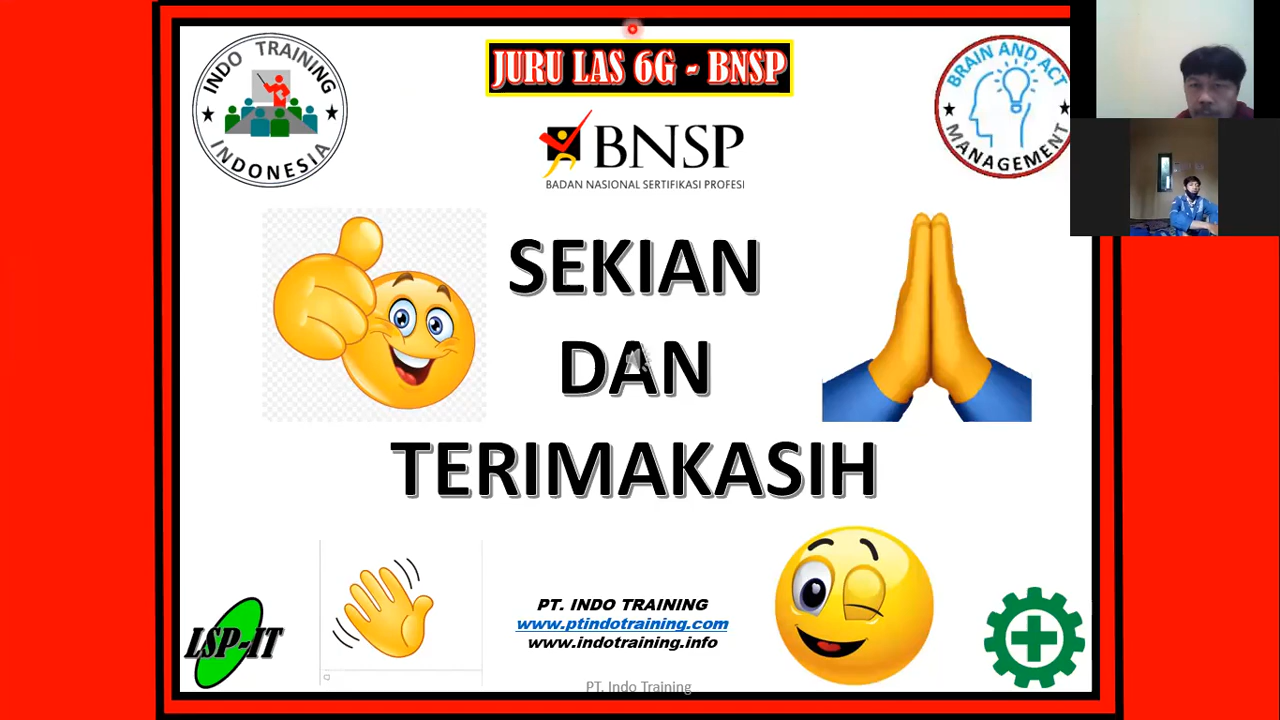 INDO TRAINING
INDONESIA
JURU LAS 6G - BNSP
BRAIN AND ACT
MANAGEMENT
BNSP
BADAN NASIONAL SERTIFIKASI PROFESI
SEKIAN
DAN
TERIMAKASIH
PT. INDO TRAINING
www.ptindotraining.com
www.indotraining.info
LSP-IT
PT. Indo Training